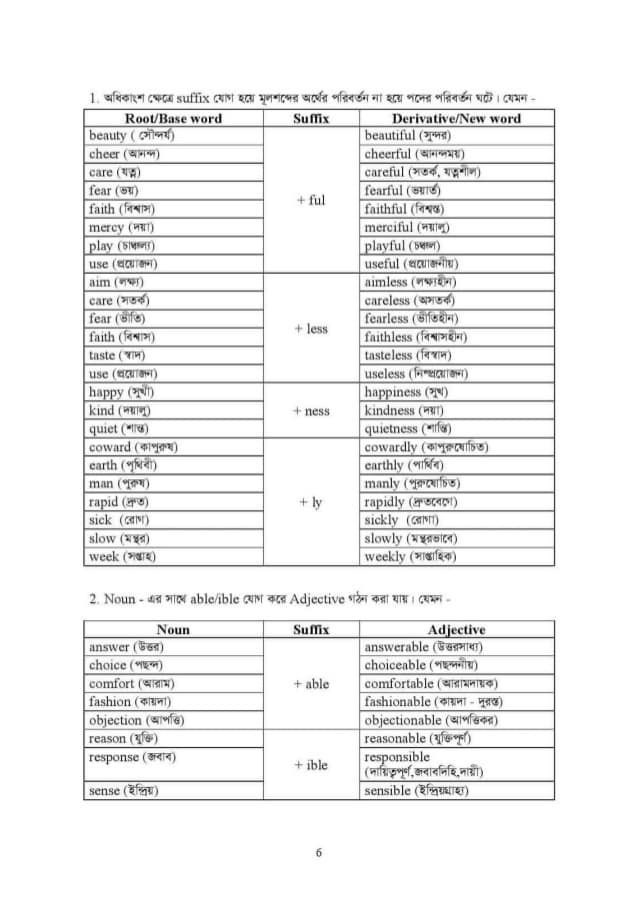 1. অধিকাংশ ক্ষেত্রে suffix যোগ হয়ে মূলশব্দের অর্থের পরিবর্তন না হয়ে পদের পরিবর্তন ঘটে। যেমন -
Root/Base word Suffix Derivative/New word
beauty ( সৌন্দর্য) beautiful (সুন্দর)
cheer (আনন্দ) cheerful (আনন্দময়)
care (যত্ন) careful (সতর্ক, যত্নশীল)
fear (ভয়) + ful fearful (ভয়ার্ত)
faith (বিশ্বাস) faithful (বিশ্বস্ত)
mercy (দয়া) merciful (দয়ালু)
play (চাঞ্চল্য) playful (চঞ্চল)
use (প্রয়োজন) useful (প্রয়োজনীয়)
aim (লক্ষ্য) aimless (লক্ষ্যহীন)
care (সতর্ক) careless (অসতর্ক)
fear (ভীতি) + less fearless (ভীতিহীন)
faith (বিশ্বাস) faithless (বিশ্বাসহীন)
taste (স্বাদ) tasteless (বিস্বাদ)
use (প্রয়োজন) useless (নিষ্প্রয়োজন)
happy (সুখী) happiness (সুখ)
kind (দয়ালু) + ness kindness (দয়া)
quiet (শান্ত) quietness (শান্তি)
coward (কাপুরুষ) cowardly (কাপুরুষোচিত)
earth (পৃথিবী) earthly (পার্থিব)
man (পুরুষ) manly (পুরুষোচিত)
rapid (দ্রুত) + ly rapidly (দ্রুতবেগে)
sick (রোগ) sickly (রোগা)
slow (মন্থর) slowly (মন্থরভাবে)
week (সপ্তাহ) weekly (সাপ্তাহিক)
2. Noun - এর সাথে able/ible যোগ করে Adjective গঠন করা যায়। যেমন -
Noun Suffix Adjective
answer (উত্তর) answerable (উত্তরসাধ্য)
choice (পছন্দ) choiceable (পছন্দনীয়)
comfort (আরাম) + able comfortable (আরামদায়ক)
fashion (কায়দা) fashionable (কায়দা - দুরস্ত)
objection (আপত্তি) objectionable (আপত্তিকর)
reason (যুক্তি) reasonable (যুক্তিপূর্ণ)
response (জবাব) + ible responsible
(দায়িত্বপূর্ণ,জবাবদিহি,দায়ী)
sense (ইন্দ্রিয়) sensible (ইন্দ্রিয়গ্রাহ্য)
6